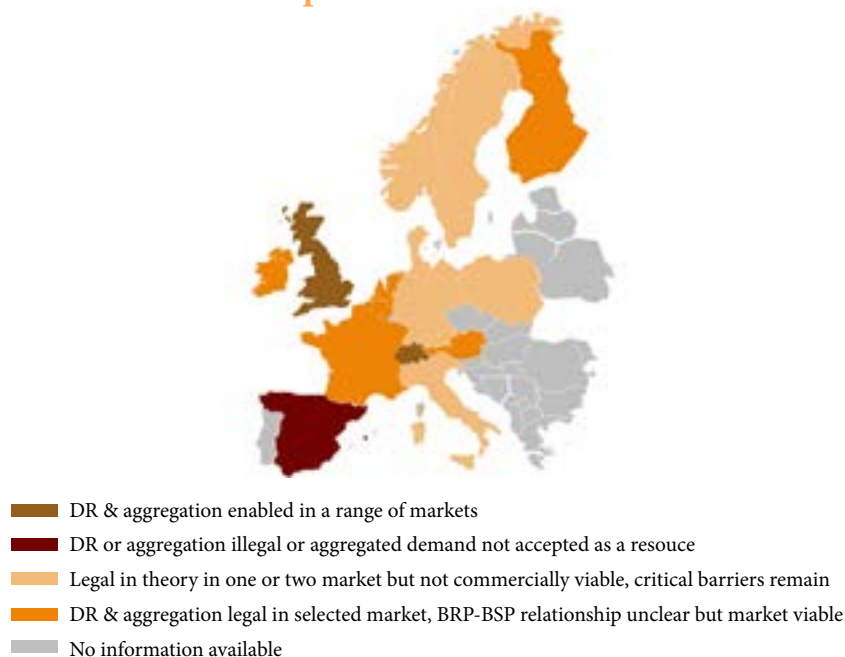 DR & aggregation enabled in a range of markets
DR or aggregation illegal or aggregated demand not accepted as a resouce
Legal in theory in one or two market but not commercially viable, critical barriers remain
DR & aggregation legal in selected market, BRP-BSP relationship unclear but market viable
No information available